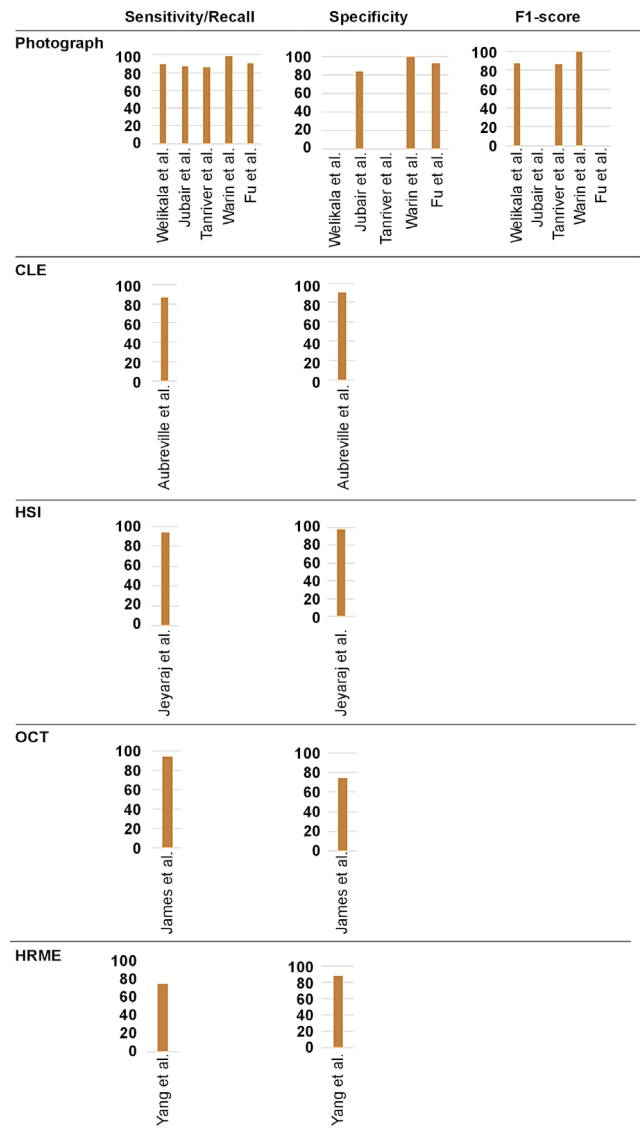 Sensitivity/Recall Specificity F1-score
Photograph
100
80
60
40
20
0
Welikala et al.
Jubair et al.
Tanriver et al.
Warin et al.
Fu et al.
100
80
60
40
20
0
Welikala et al.
Jubair et al.
Tanriver et al.
Warin et al.
Fu et al.
100
80
60
40
20
0
Welikala et al.
Jubair et al.
Tanriver et al.
Warin et al.
Fu et al.
CLE
100
80
60
40
20
0
Aubreville et al.
100
80
60
40
20
0
Aubreville et al.
HSI
100
80
60
40
20
0
Jeyaraj et al.
100
80
60
40
20
0
Jeyaraj et al.
OCT
100
80
60
40
20
0
James et al.
100
80
60
40
20
0
James et al.
HRME
100
80
60
40
20
0
Yang et al.
100
80
60
40
20
0
Yang et al.